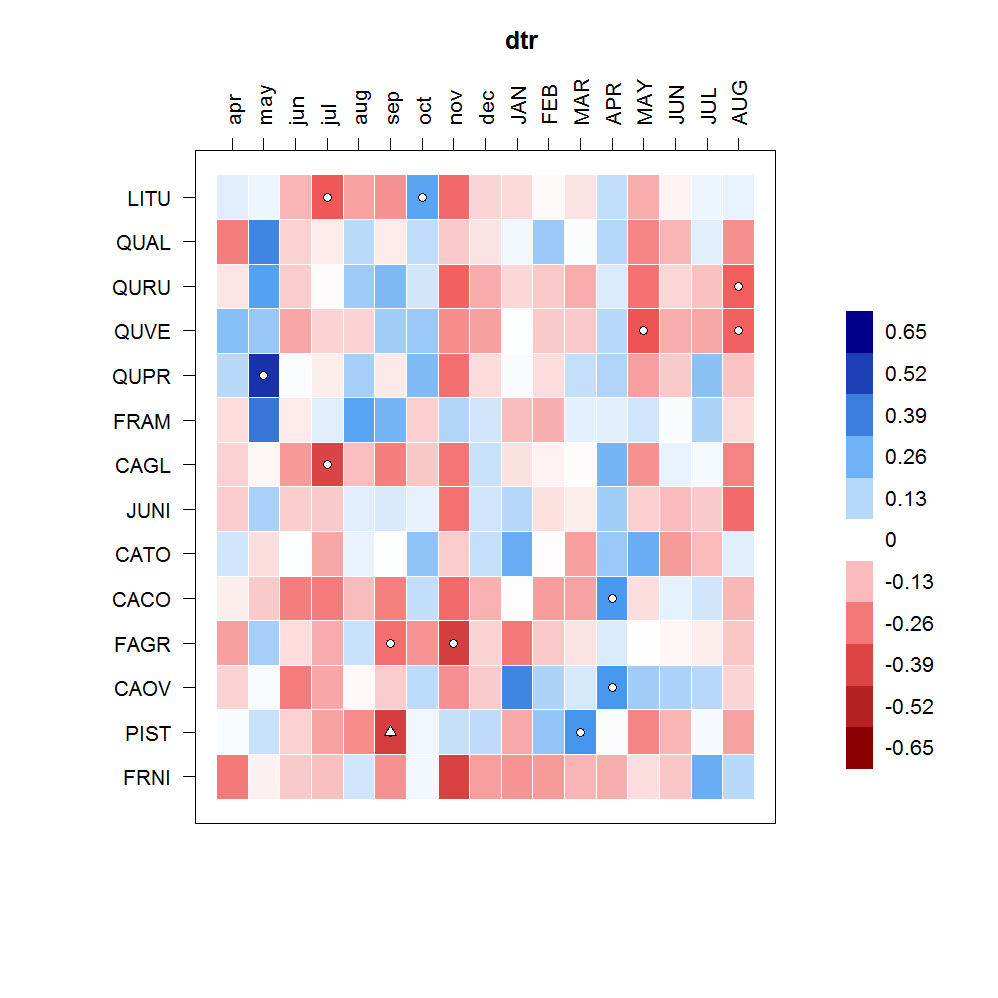 dtr
apr may jun jul aug sep oct nov dec JAN FEB MAR APR MAY JUN JUL AUG
LITU
QUAL
QURU
QUVE
QUPR
FRAM
CAGL
JUNI
CATO
CACO
FAGR
CAOV
PIST
FRNI
0.65
0.52
0.39
0.26
0.13
0
-0.13
-0.26
-0.39
-0.52
-0.65